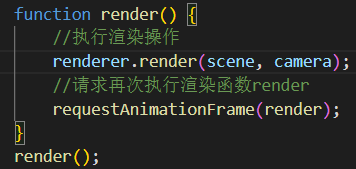 function render() {
//执行渲染操作
renderer.render(scene, camera);
//请求再次执行渲染函数render
requestAnimationFrame(render);
}
render();